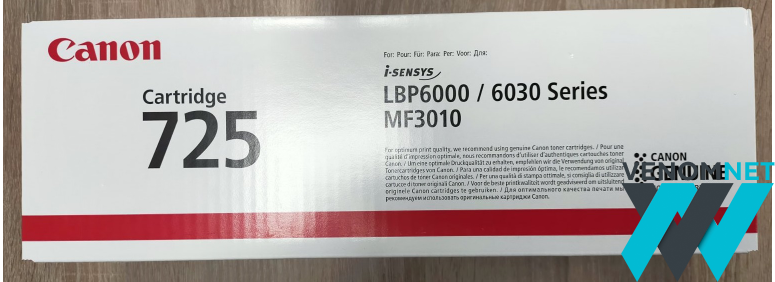 Canon
Cartridge
725
For: Pour: Für: Para: Per: Voor: Для:
i-SENSYS
LBP6000 / 6030 Series
MF3010
For optimum print quality, we recommend using genuine Canon toner cartridges. / Pour une
qualité d'impression optimale, nous recommandons d'utiliser d'authentiques cartouches toner
Canon. / Um eine optimale Druckqualität zu erhalten, empfehlen wir die Verwendung von original
Tonercartridges von Canon. / Para una calidad de impresión óptima, le recomendamos utilizar
cartuchos de toner Canon originales. / Per una qualità di stampa ottimale, si consiglia di utilizzare
cartucce di toner originali Canon. / Voor de beste printkwaliteit wordt geadviseerd om uitsluitend
originele Canon cartridges te gebruiken. / Для оптимального качества печати мы
рекомендуем использовать оригинальные картриджи Canon.
CANON
GENUINE
VENOMNET